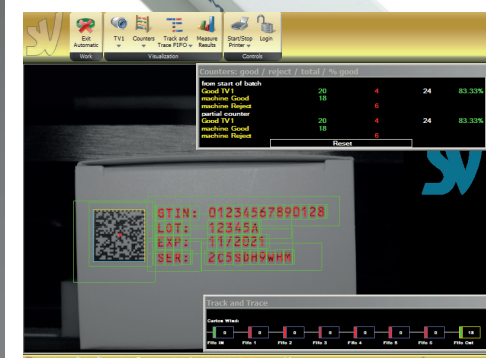 Exit Automatic
TV1
Counters
Track and Trace FIFO
Measure Results
Start/Stop Printer
Login
Work
Visualization
Controls
Counters: good / reject / total / % good
from start of batch
Good TV1 20 4 24 83.33%
machine Good 18
machine Reject 6
partial counter
Good TV1 20 4 24 83.33%
machine Good 18
machine Reject 6
Reset
SV
GTIN: 01234567890128
LOT: 12345A
EXP: 11/2021
SER: 2C5SDH9WHM
Track and Trace
Carton Wind:
0 0 0 0 0 0 0 18
Fifo IN Fifo 1 Fifo 2 Fifo 3 Fifo 4 Fifo 5 Fifo 6 Fifo Out